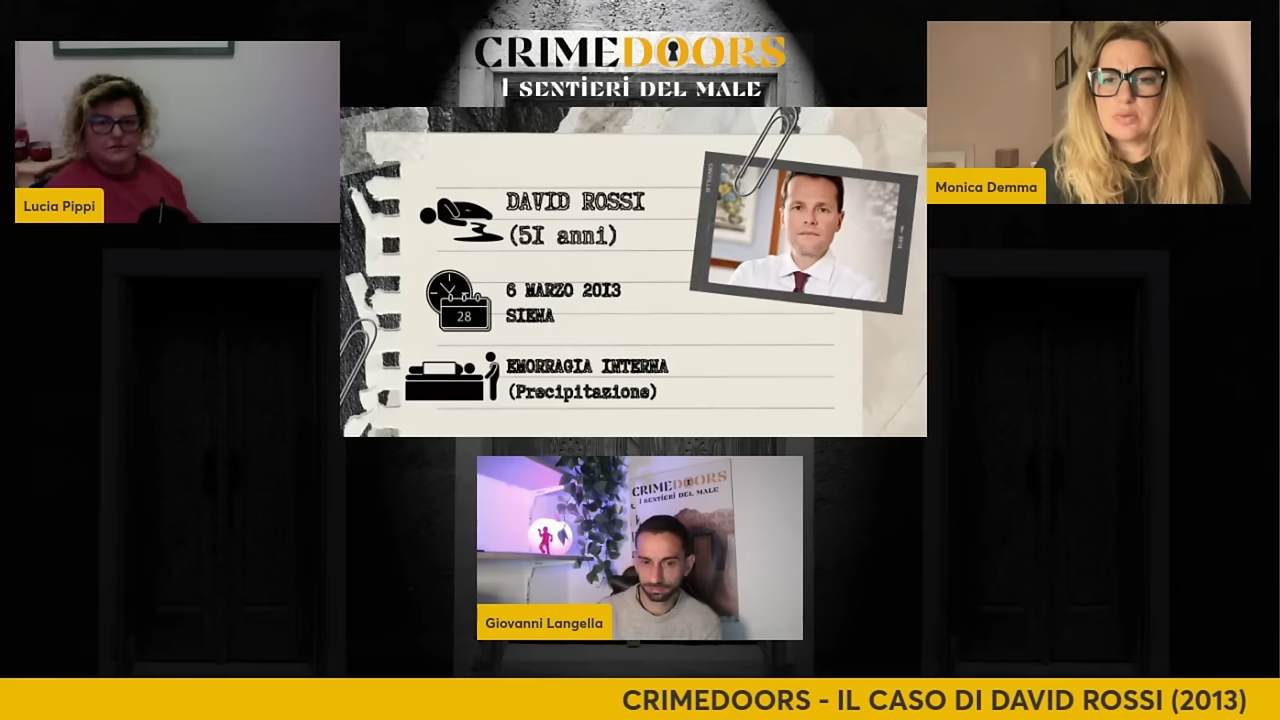 CRIMEDOORS
I SENTIERI DEL MALE
Lucia Pippi
Monica Demma
DAVID ROSSI
(51 anni)
6 MARZO 2013
28
SIENA
EMORRAGIA INTERNA
(Precipitazione)
CRIMEDOORS
I SENTIERI DEL MALE
Giovanni Langella
CRIMEDOORS - IL CASO DI DAVID ROSSI (2013)